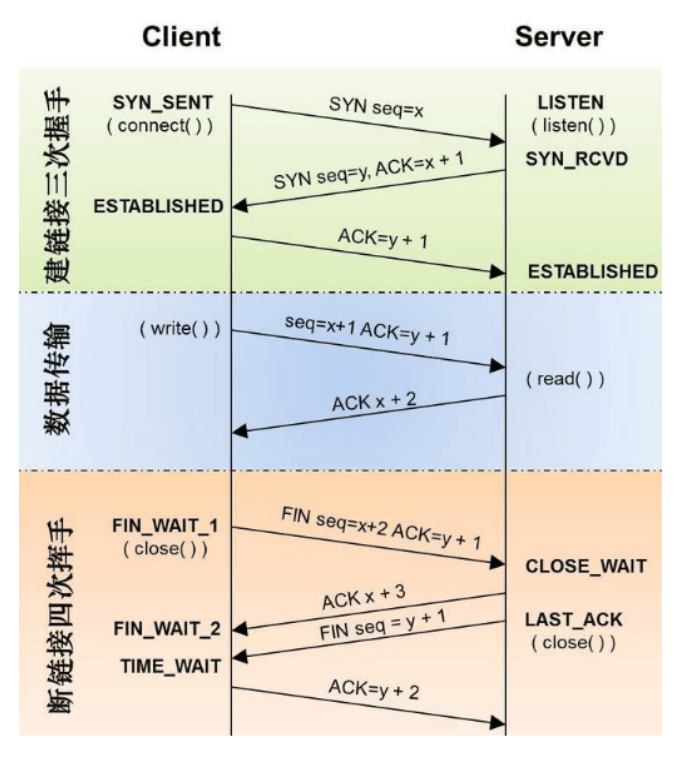 Client
Server
建链接三次握手
SYN_SENT
( connect( ) )
SYN seq=x
LISTEN
( listen( ) )
SYN seq=y, ACK=x + 1
SYN_RCVD
ESTABLISHED
ACK=y + 1
ESTABLISHED
数据传输
( write( ) )
seq=x+1 ACK=y + 1
( read( ) )
ACK x + 2
断链接四次挥手
FIN_WAIT_1
( close( ) )
FIN seq=x+2 ACK=y + 1
CLOSE_WAIT
ACK x + 3
FIN_WAIT_2
FIN seq = y + 1
LAST_ACK
( close( ) )
TIME_WAIT
ACK=y + 2